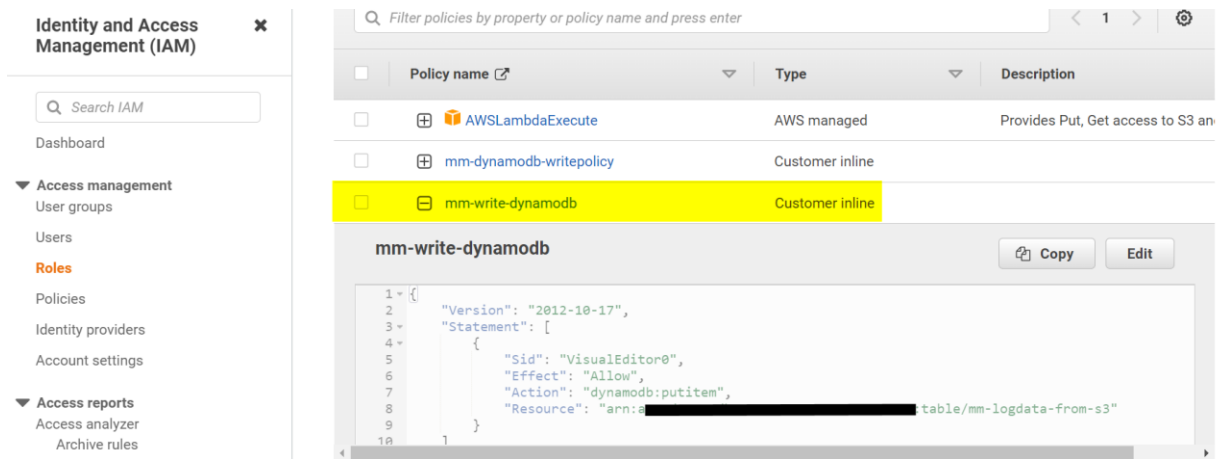 Identity and Access
Management (IAM)
Search IAM
Dashboard
Access management
User groups
Users
Roles
Policies
Identity providers
Account settings
Access reports
Access analyzer
Archive rules
Filter policies by property or policy name and press enter
1
Policy name Type Description
AWSLambdaExecute AWS managed Provides Put, Get access to S3 an
mm-dynamodb-writepolicy Customer inline
mm-write-dynamodb Customer inline
mm-write-dynamodb Copy Edit
1 {
2 "Version": "2012-10-17",
3 "Statement": [
4 {
5 "Sid": "VisualEditor0",
6 "Effect": "Allow",
7 "Action": "dynamodb:putitem",
8 "Resource": "arn:a :table/mm-logdata-from-s3"
9 }
10 ]